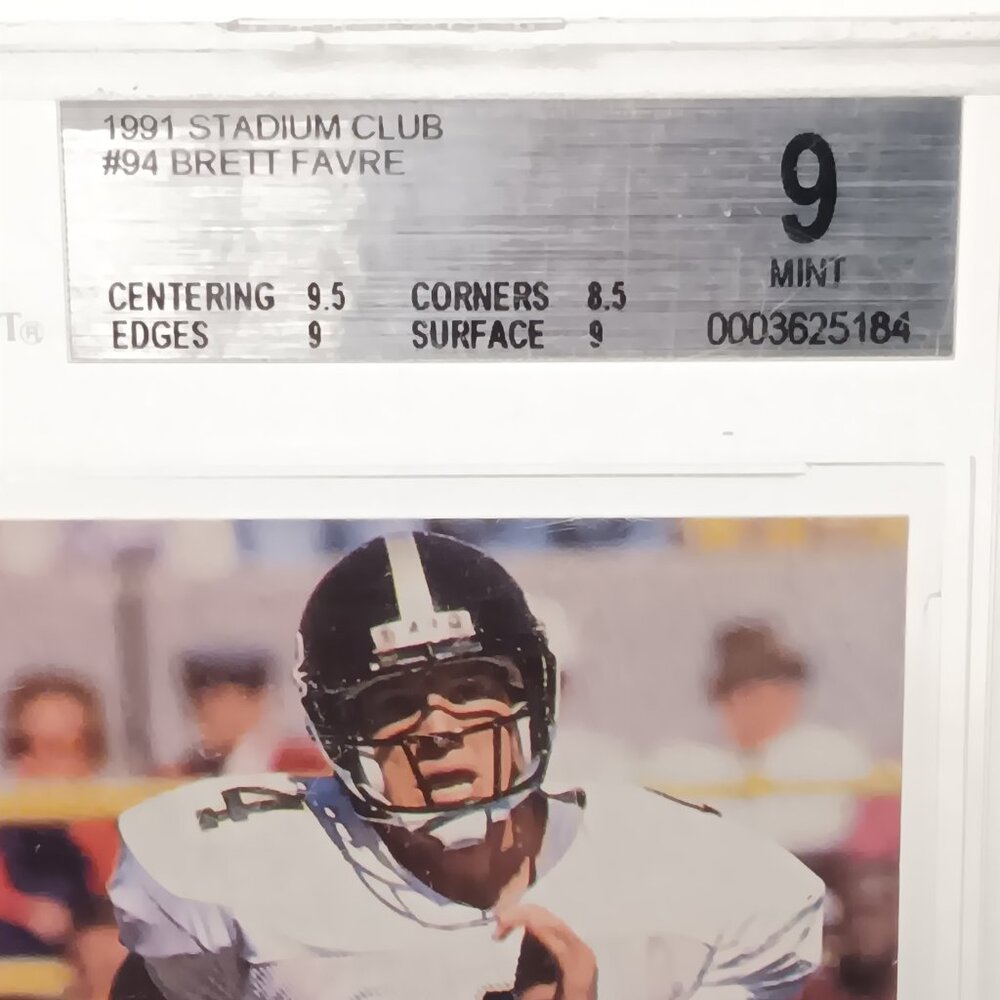 1991 STADIUM CLUB
#94 BRETT FAVRE
9
MINT
CENTERING 9.5 CORNERS 8.5
EDGES 9 SURFACE 9
0003625184
T®
4